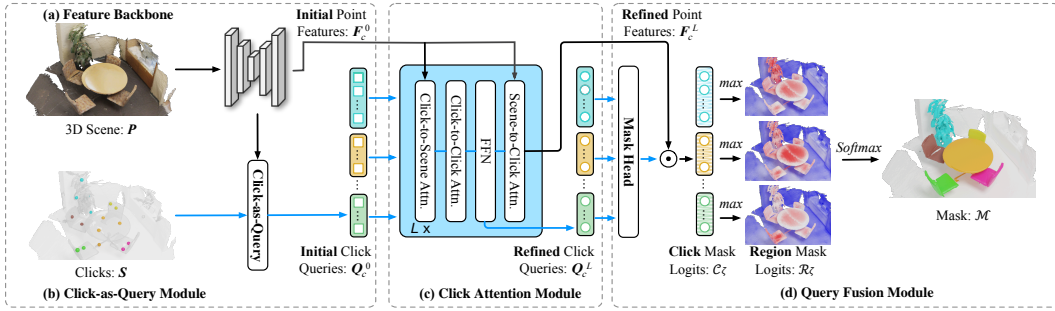 (a) Feature Backbone
3D Scene: P
Initial Point
Features: F_c^0
Click-as-Query
Clicks: S
(b) Click-as-Query Module
Initial Click
Queries: Q_c^0
Click-to-Scene Attn.
Click-to-Click Attn.
FFN
Scene-to-Click Attn.
L x
(c) Click Attention Module
Refined Click
Queries: Q_c^L
Refined Point
Features: F_c^L
Mask Head
Click Mask
Logits: 𝒞ζ
max
max
max
Region Mask
Logits: ℛζ
Softmax
Mask: ℳ
(d) Query Fusion Module